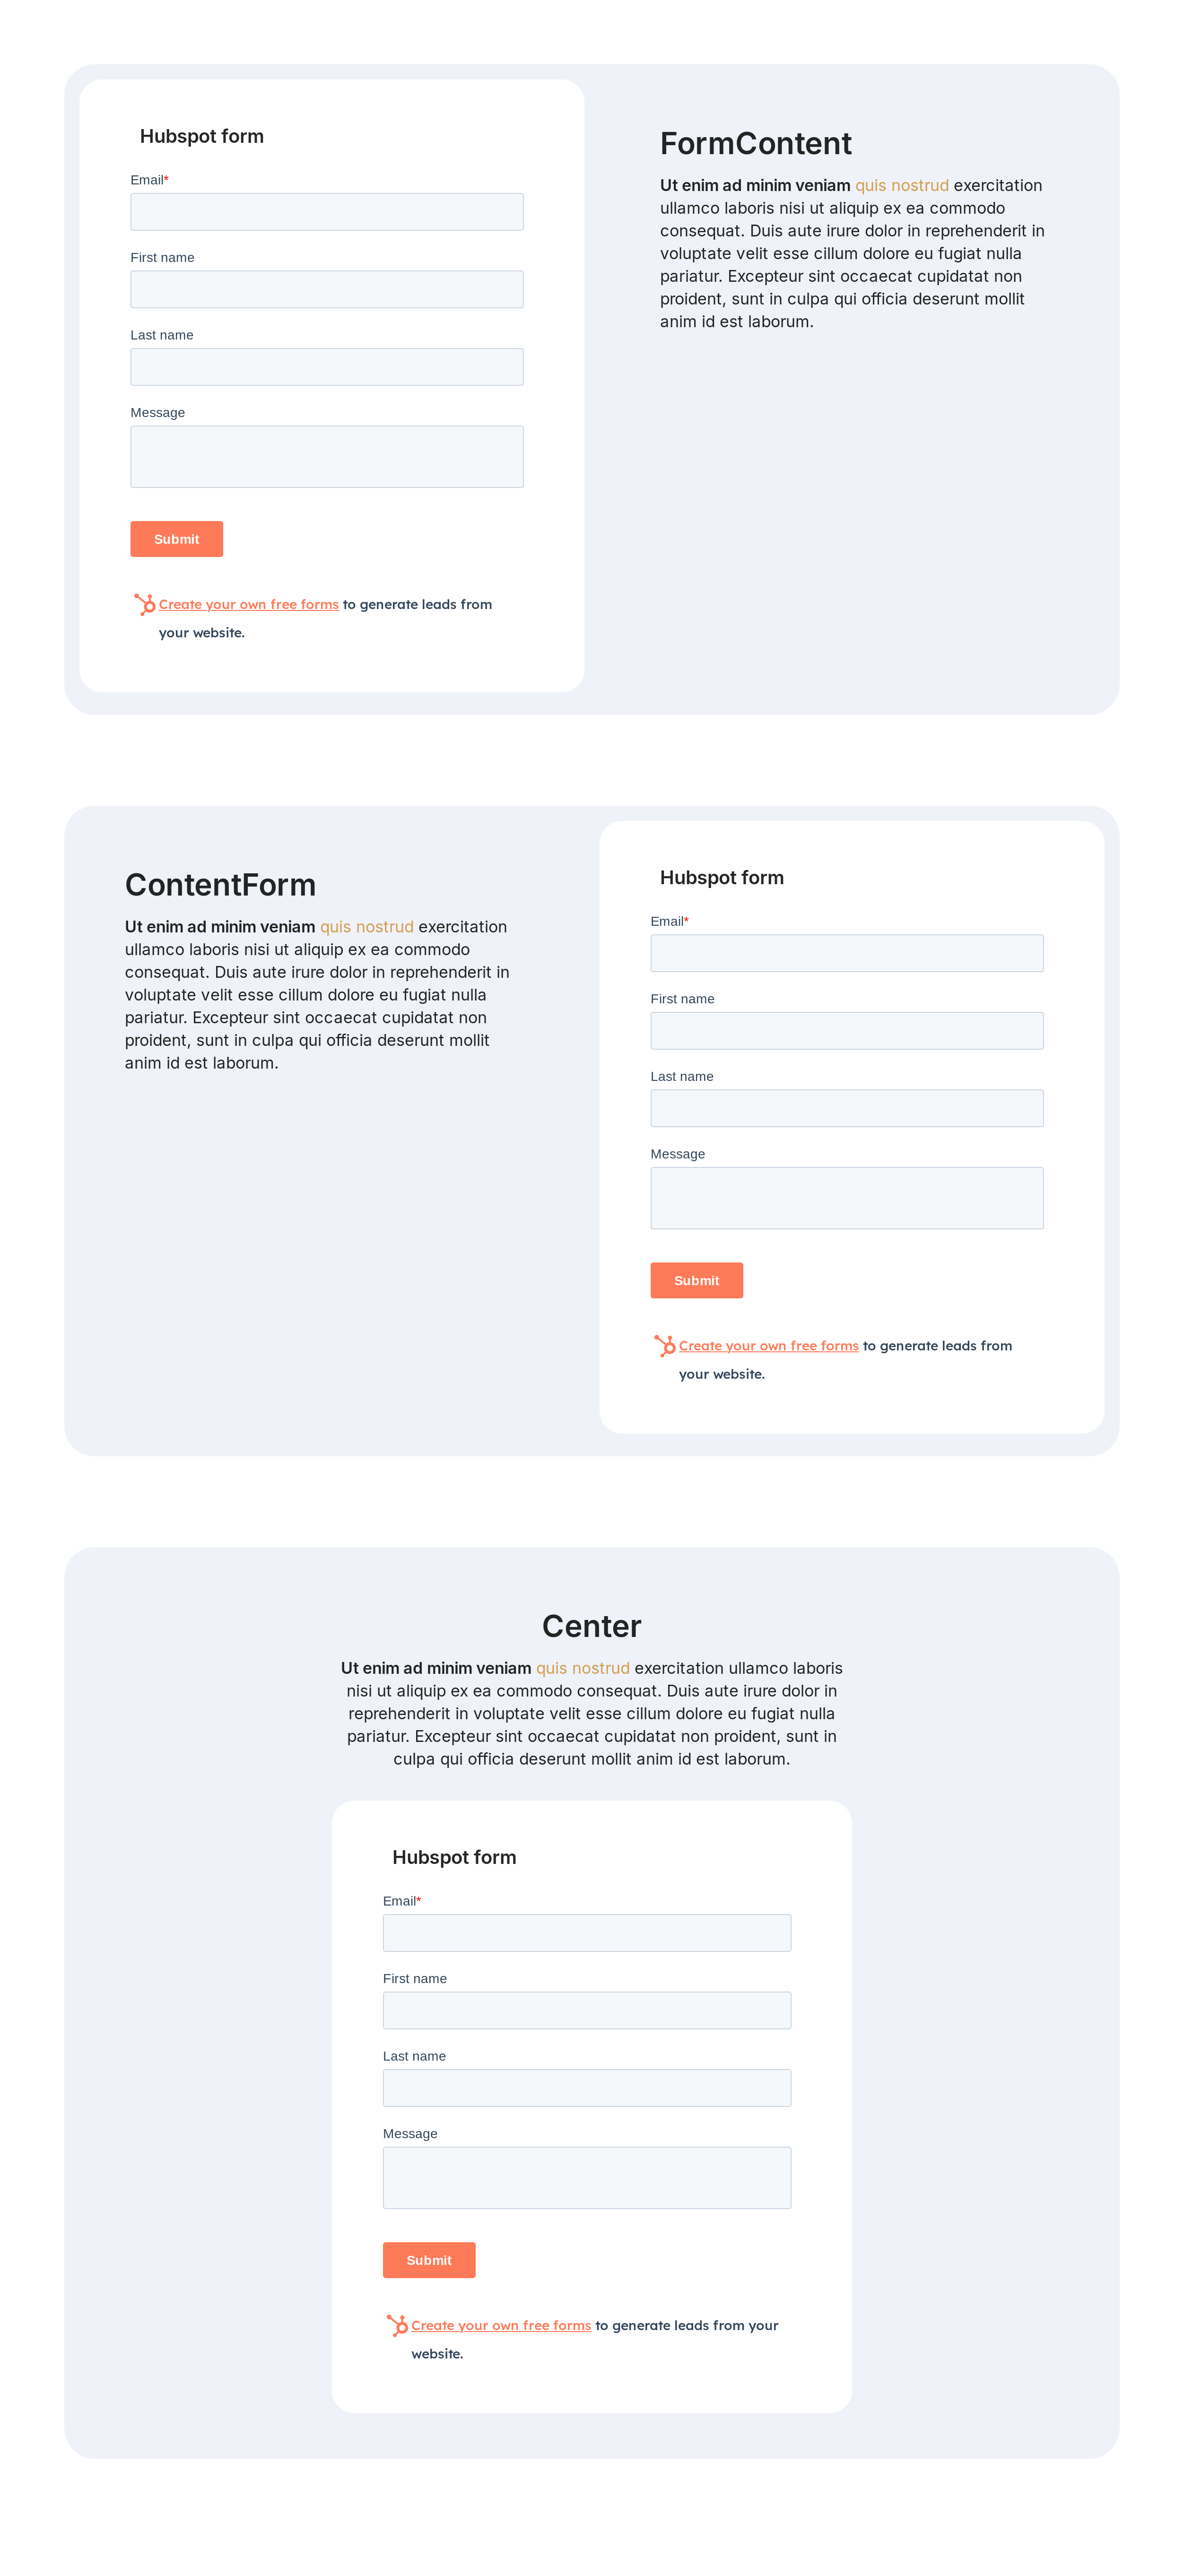 Hubspot form
Email*
First name
Last name
Message
Submit
Create your own free forms to generate leads from
your website.
FormContent
Ut enim ad minim veniam quis nostrud exercitation
ullamco laboris nisi ut aliquip ex ea commodo
consequat. Duis aute irure dolor in reprehenderit in
voluptate velit esse cillum dolore eu fugiat nulla
pariatur. Excepteur sint occaecat cupidatat non
proident, sunt in culpa qui officia deserunt mollit
anim id est laborum.
ContentForm
Ut enim ad minim veniam quis nostrud exercitation
ullamco laboris nisi ut aliquip ex ea commodo
consequat. Duis aute irure dolor in reprehenderit in
voluptate velit esse cillum dolore eu fugiat nulla
pariatur. Excepteur sint occaecat cupidatat non
proident, sunt in culpa qui officia deserunt mollit
anim id est laborum.
Hubspot form
Email*
First name
Last name
Message
Submit
Create your own free forms to generate leads from
your website.
Center
Ut enim ad minim veniam quis nostrud exercitation ullamco laboris
nisi ut aliquip ex ea commodo consequat. Duis aute irure dolor in
reprehenderit in voluptate velit esse cillum dolore eu fugiat nulla
pariatur. Excepteur sint occaecat cupidatat non proident, sunt in
culpa qui officia deserunt mollit anim id est laborum.
Hubspot form
Email*
First name
Last name
Message
Submit
Create your own free forms to generate leads from your
website.